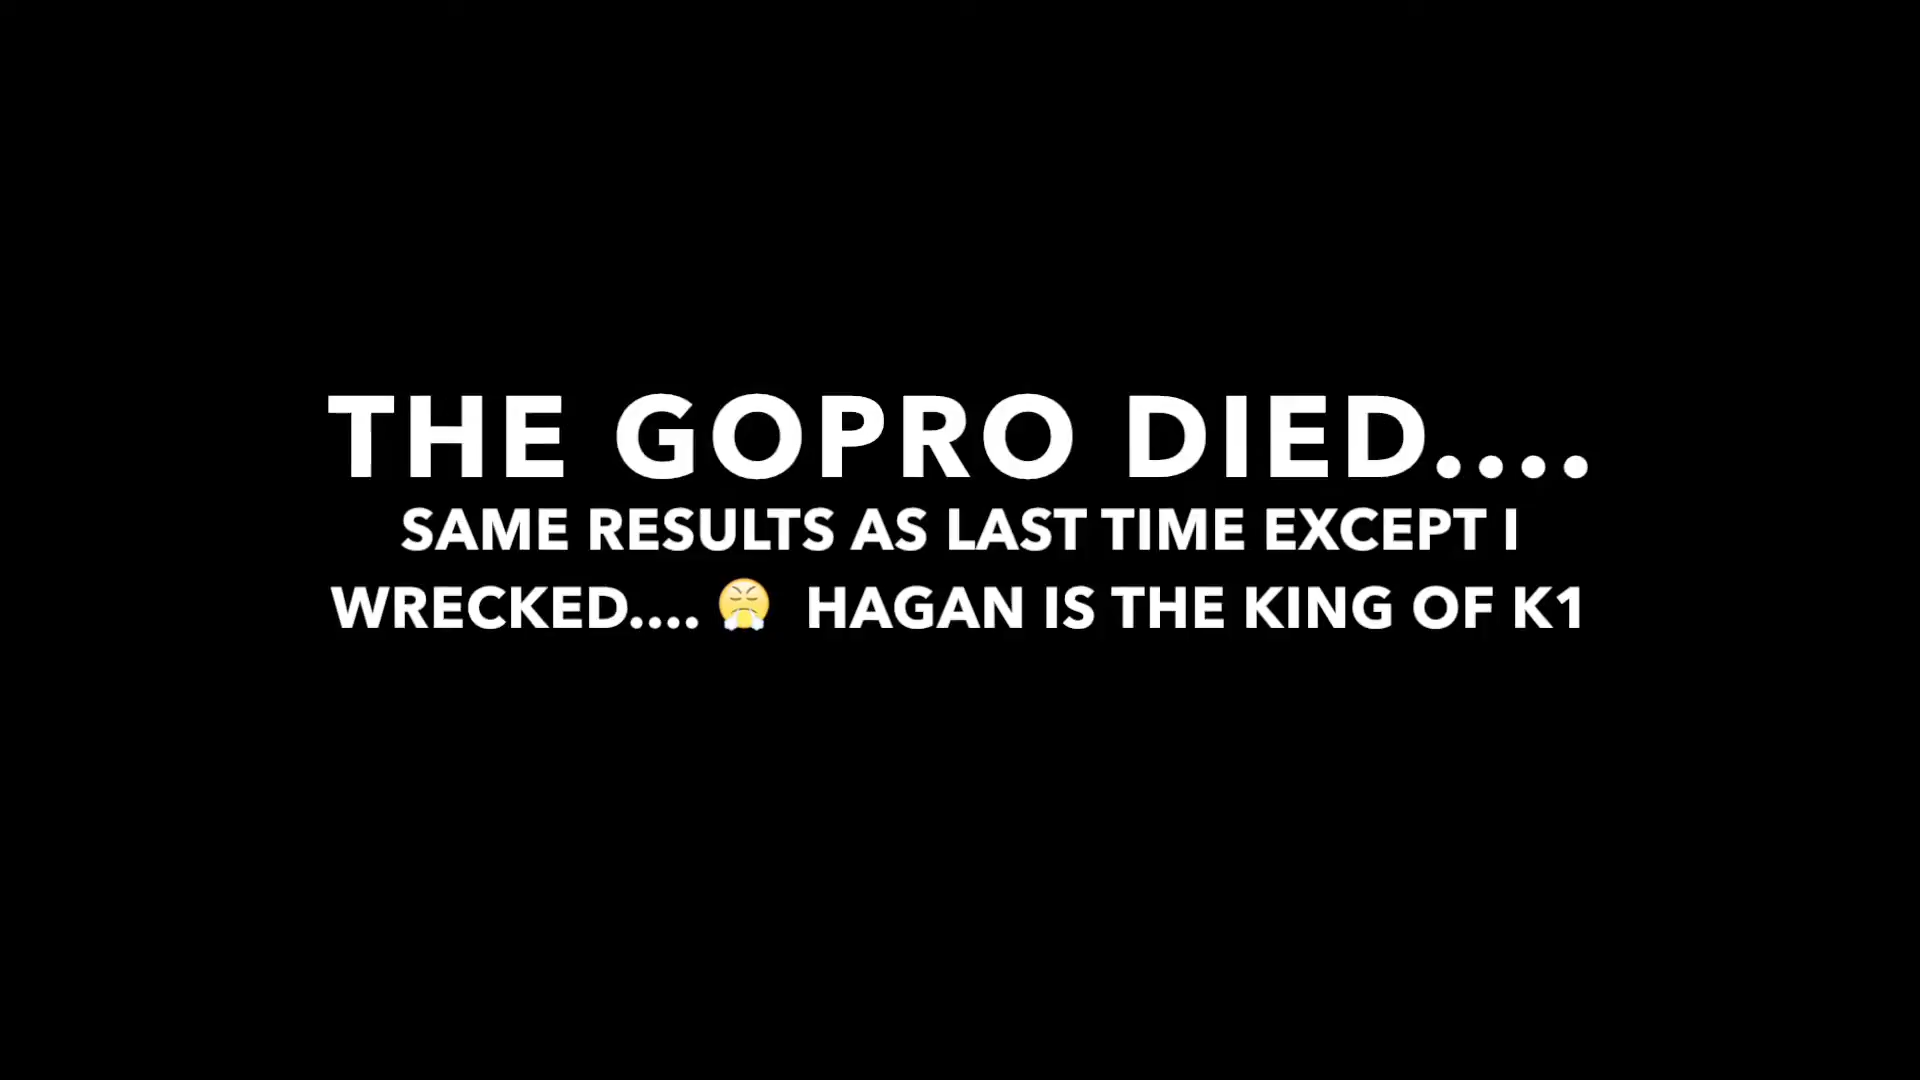 THE GOPRO DIED....
SAME RESULTS AS LAST TIME EXCEPT I
WRECKED.... 😤 HAGAN IS THE KING OF K1